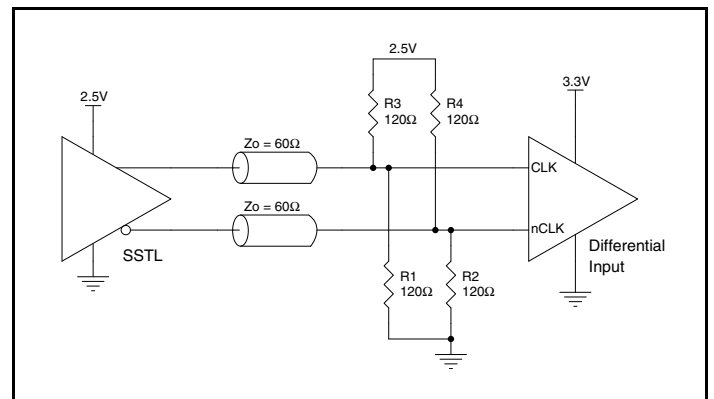 2.5V
3.3V
2.5V
R3
120Ω
R4
120Ω
Zo = 60Ω
CLK
Zo = 60Ω
nCLK
SSTL
Differential
Input
R1
120Ω
R2
120Ω